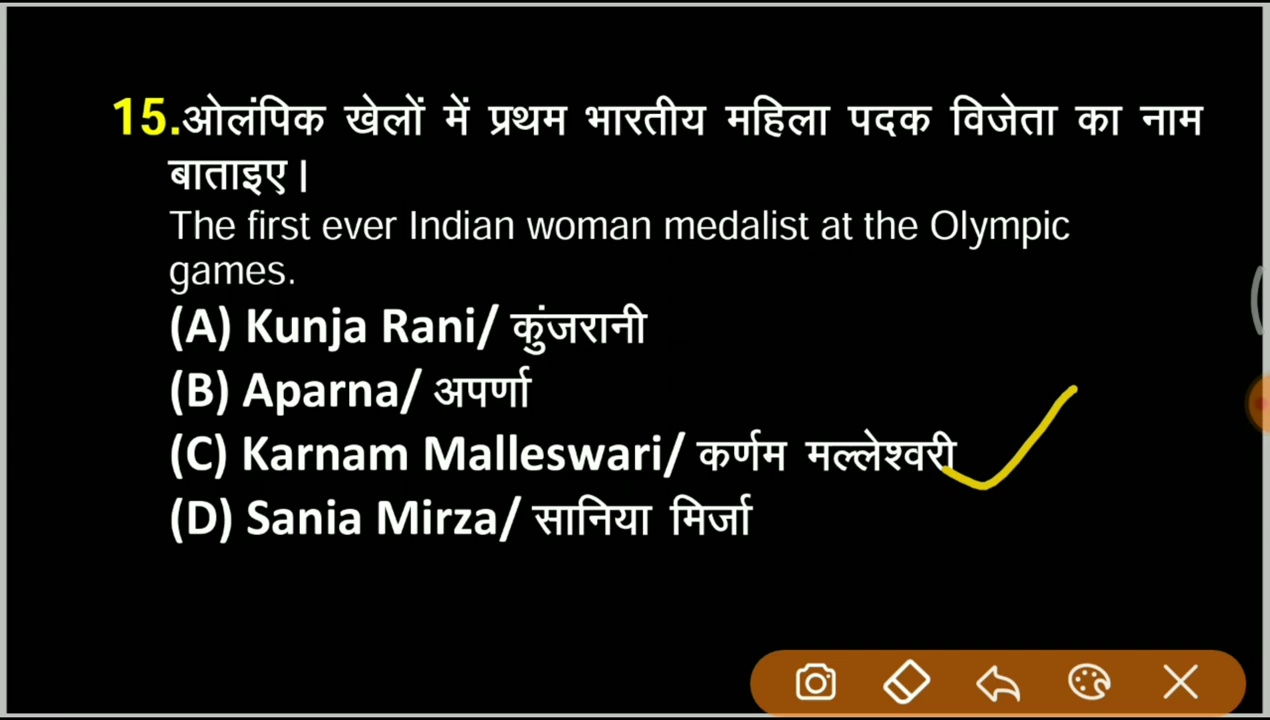 15.ओलंपिक खेलों में प्रथम भारतीय महिला पदक विजेता का नाम
बाताइए।
The first ever Indian woman medalist at the Olympic
games.
(A) Kunja Rani/ कुंजरानी
(B) Aparna/ अपर्णा
(C) Karnam Malleswari/ कर्णम मल्लेश्वरी
(D) Sania Mirza/ सानिया मिर्जा